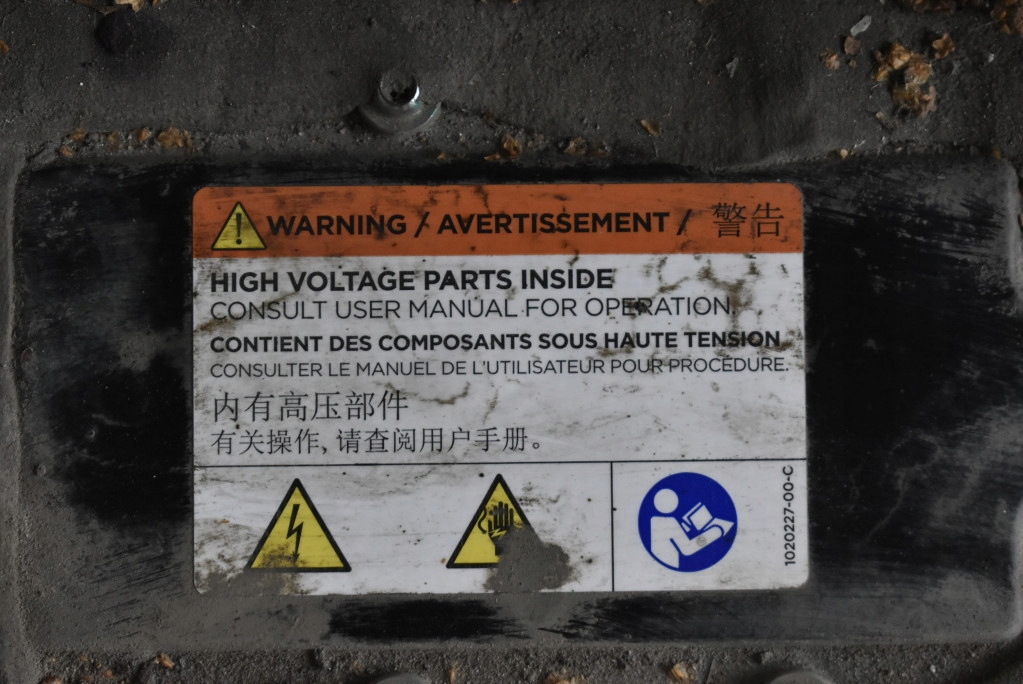 WARNING / AVERTISSEMENT / 警告
HIGH VOLTAGE PARTS INSIDE
CONSULT USER MANUAL FOR OPERATION.
CONTIENT DES COMPOSANTS SOUS HAUTE TENSION
CONSULTER LE MANUEL DE L'UTILISATEUR POUR PROCÉDURE.
内有高压部件
有关操作, 请查阅用户手册。
1020227-00-C